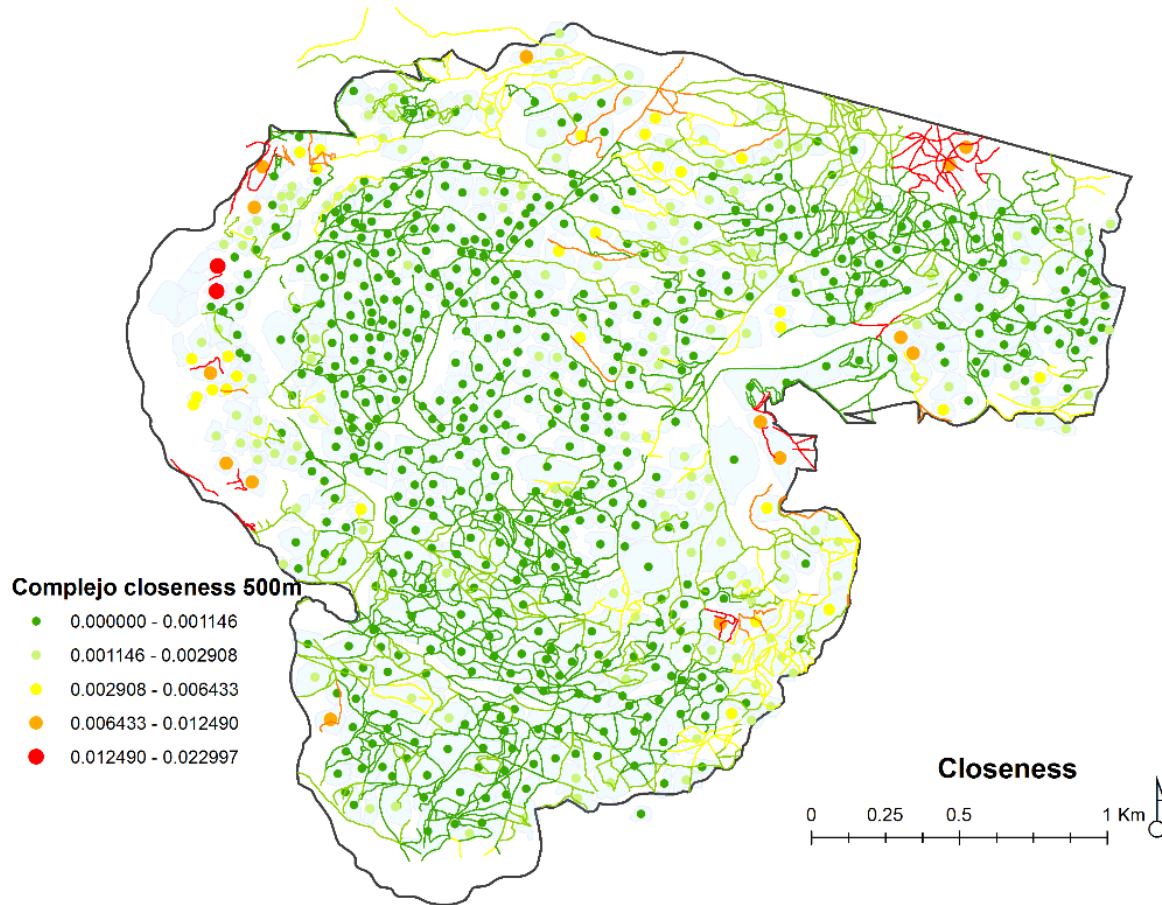 Complejo closeness 500m
0.000000 - 0.001146
0.001146 - 0.002908
0.002908 - 0.006433
0.006433 - 0.012490
0.012490 - 0.022997
Closeness
0 0.25 0.5 1 Km